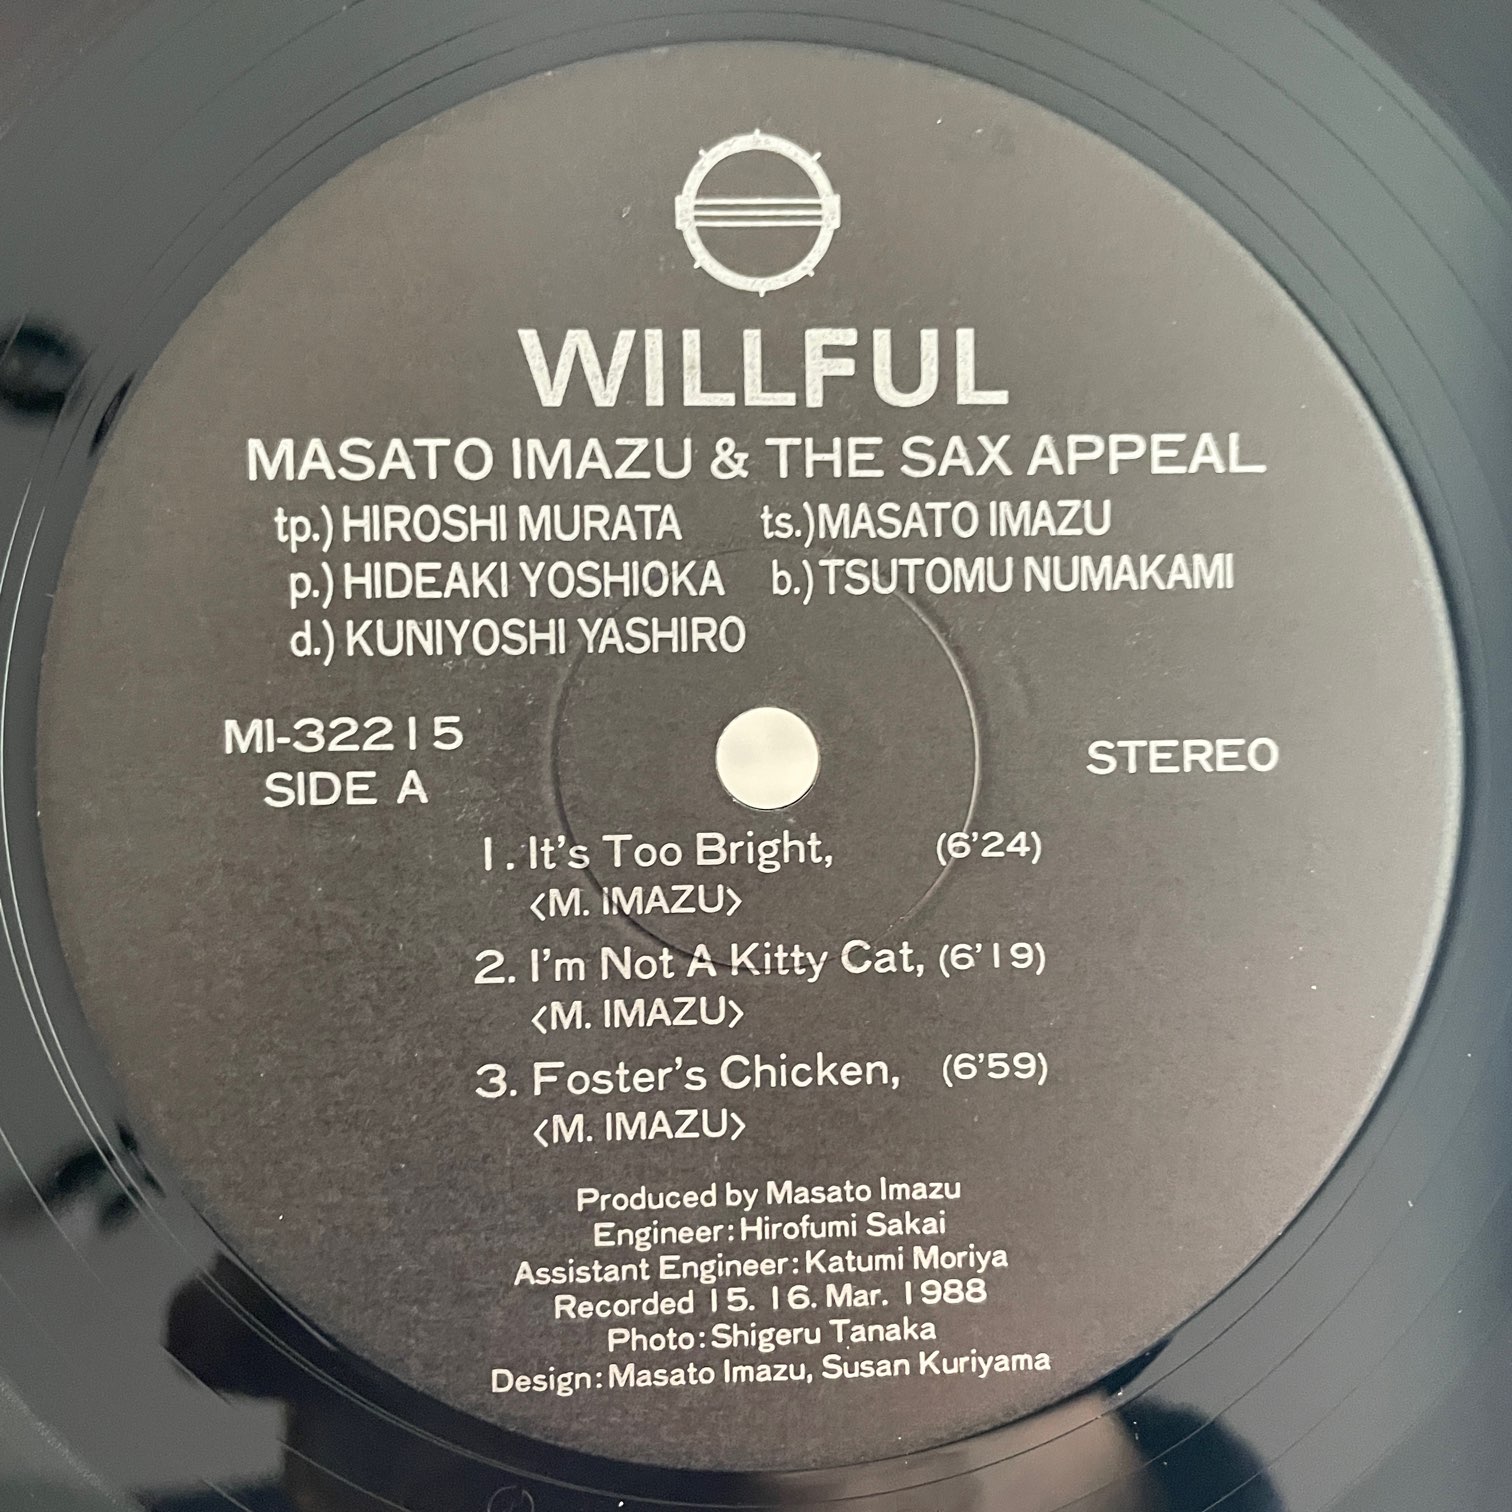 WILLFUL
MASATO IMAZU & THE SAX APPEAL
tp.) HIROSHI MURATA ts.) MASATO IMAZU
p.) HIDEAKI YOSHIOKA b.) TSUTOMU NUMAKAMI
d.) KUNIYOSHI YASHIRO
MI-32215
SIDE A
STEREO
1. It's Too Bright, (6'24)
<M. IMAZU>
2. I'm Not A Kitty Cat, (6'19)
<M. IMAZU>
3. Foster's Chicken, (6'59)
<M. IMAZU>
Produced by Masato Imazu
Engineer: Hirofumi Sakai
Assistant Engineer: Katumi Moriya
Recorded 15. 16. Mar. 1988
Photo: Shigeru Tanaka
Design: Masato Imazu, Susan Kuriyama